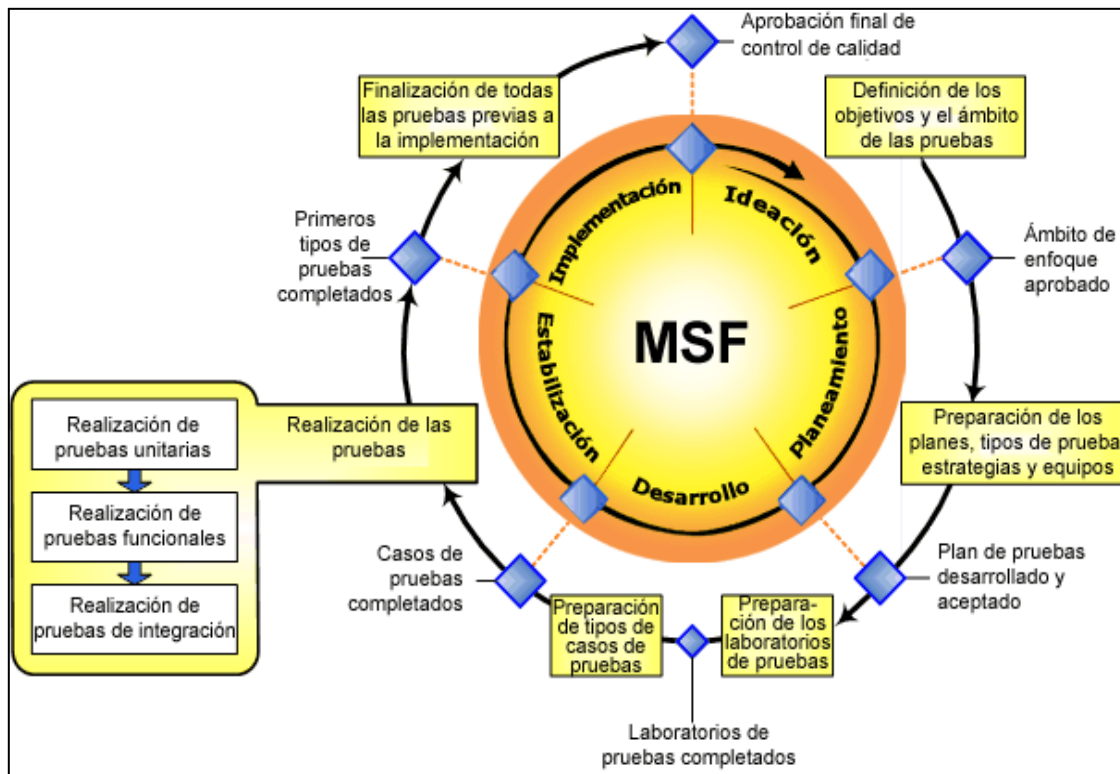 Aprobación final de
control de calidad
Definición de los
objetivos y el ámbito
de las pruebas
Ámbito de
enfoque
aprobado
Preparación de los
planes, tipos de prueba
estrategias y equipos
Plan de pruebas
desarrollado y
aceptado
Prepara-
ción de los
laboratorios
de pruebas
Laboratorios de
pruebas completados
Preparación
de tipos de
casos de
pruebas
Casos de
pruebas
completados
Realización de las
pruebas
Realización de
pruebas unitarias
Realización de
pruebas funcionales
Realización de
pruebas de integración
Primeros
tipos de
pruebas
completados
Finalización de todas
las pruebas previas a
la implementación
MSF
Ideación
Planeamiento
Desarrollo
Estabilización
Implementación